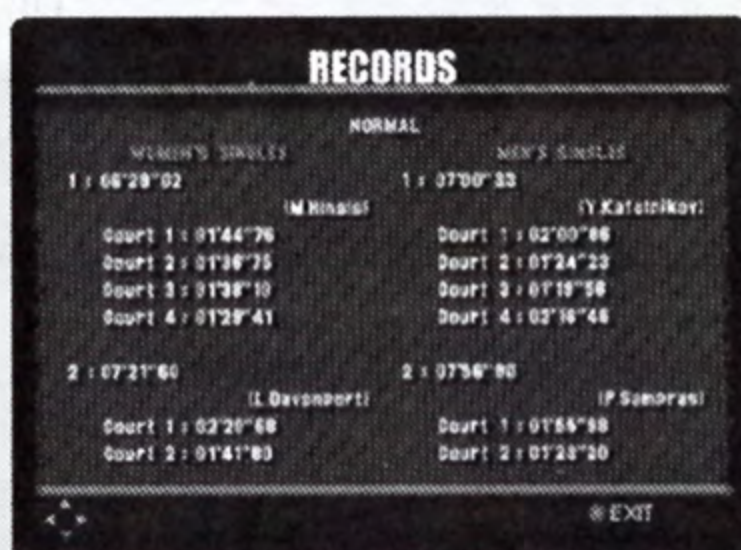 RECORDS
NORMAL
WOMEN'S SINGLES
MEN'S SINGLES
1 : 06'29"02
(M.Hingis)
Court 1 : 01'44"76
Court 2 : 01'36"75
Court 3 : 01'38"10
Court 4 : 01'29"41
2 : 07'21"60
(L.Davenport)
Court 1 : 02'20"68
Court 2 : 01'41"83
1 : 07'00"33
(Y.Kafelnikov)
Court 1 : 02'00"86
Court 2 : 01'24"23
Court 3 : 01'19"56
Court 4 : 02'16"46
2 : 07'56"90
(P.Sampras)
Court 1 : 01'55"58
Court 2 : 01'23"20
EXIT